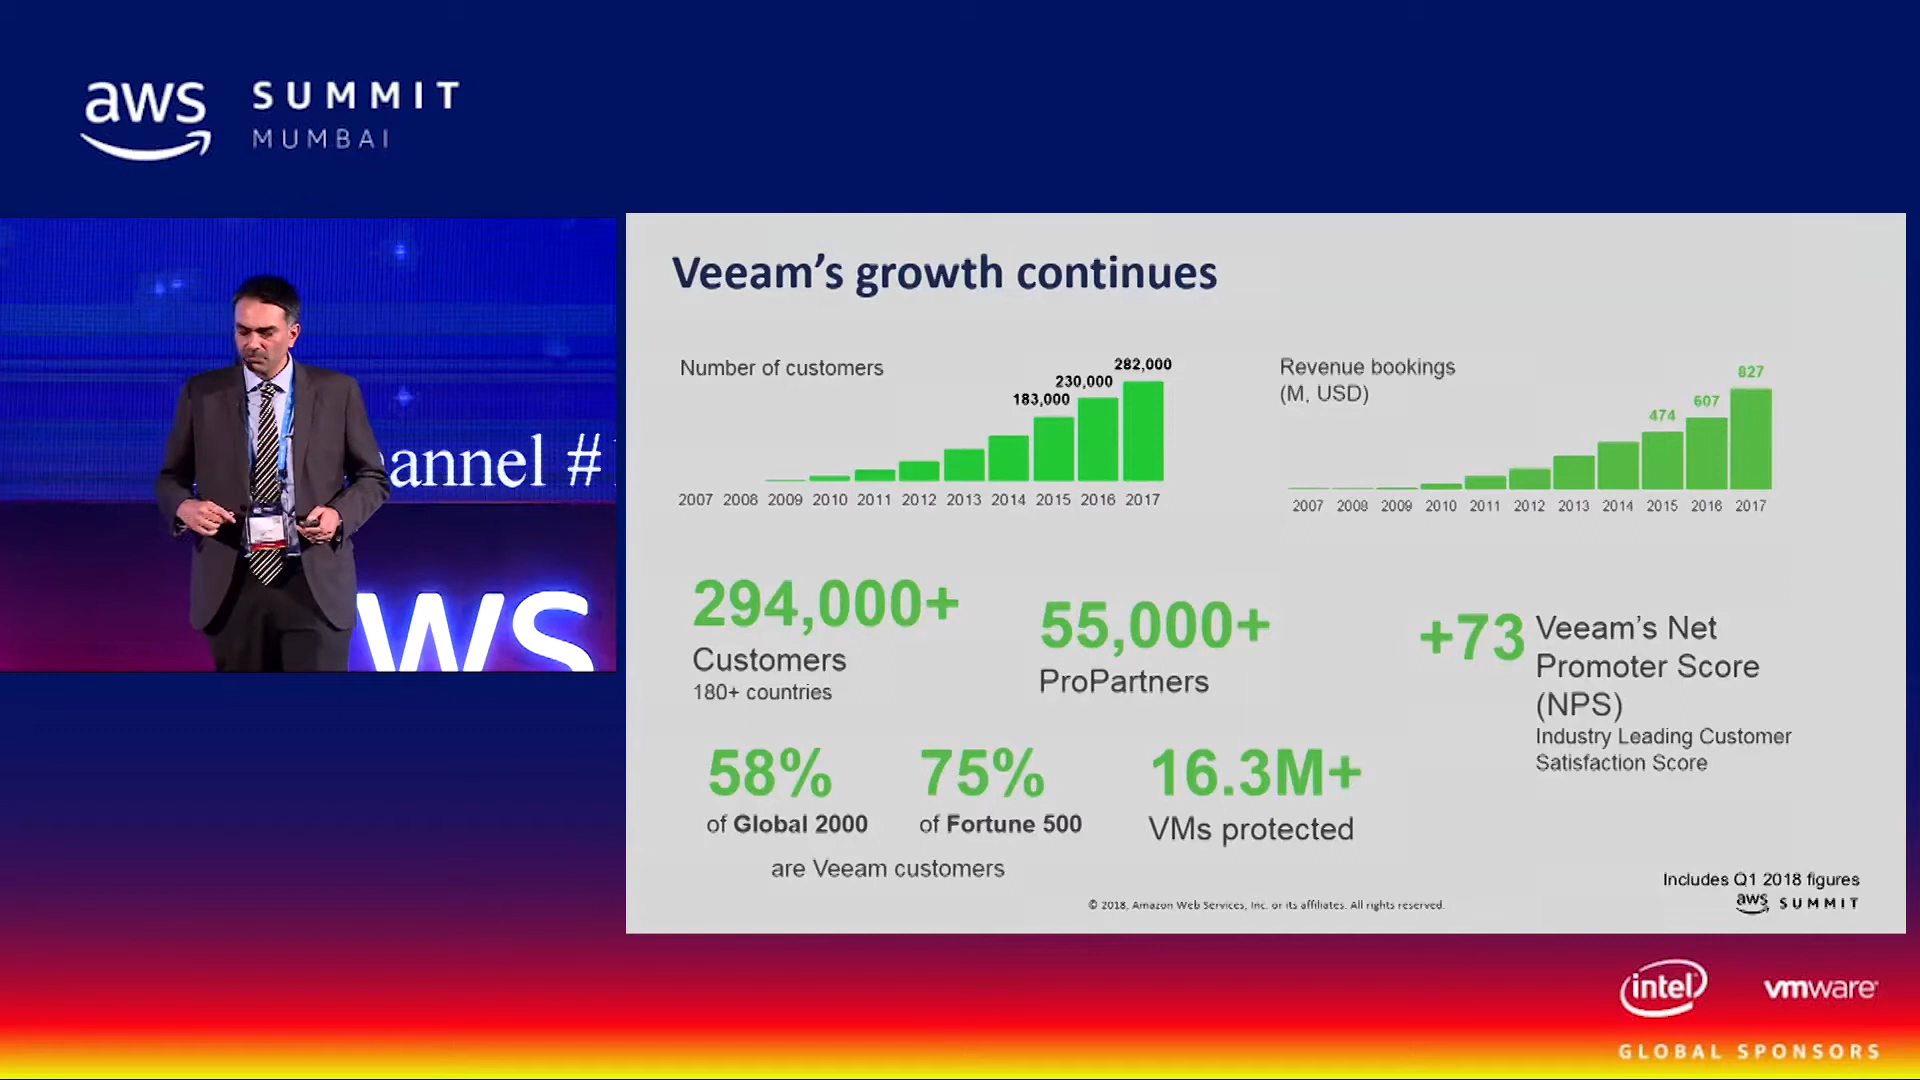 aws
SUMMIT
MUMBAI
annel #
ws
Veeam's growth continues
Number of customers
183,000
230,000
282,000
2007 2008 2009 2010 2011 2012 2013 2014 2015 2016 2017
Revenue bookings
(M, USD)
474
607
827
2007 2008 2009 2010 2011 2012 2013 2014 2015 2016 2017
294,000+
Customers
180+ countries
55,000+
ProPartners
+73
Veeam's Net
Promoter Score
(NPS)
Industry Leading Customer
Satisfaction Score
58%
of Global 2000
75%
of Fortune 500
are Veeam customers
16.3M+
VMs protected
Includes Q1 2018 figures
aws SUMMIT
© 2018, Amazon Web Services, Inc. or its affiliates. All rights reserved.
intel
vmware
GLOBAL SPONSORS